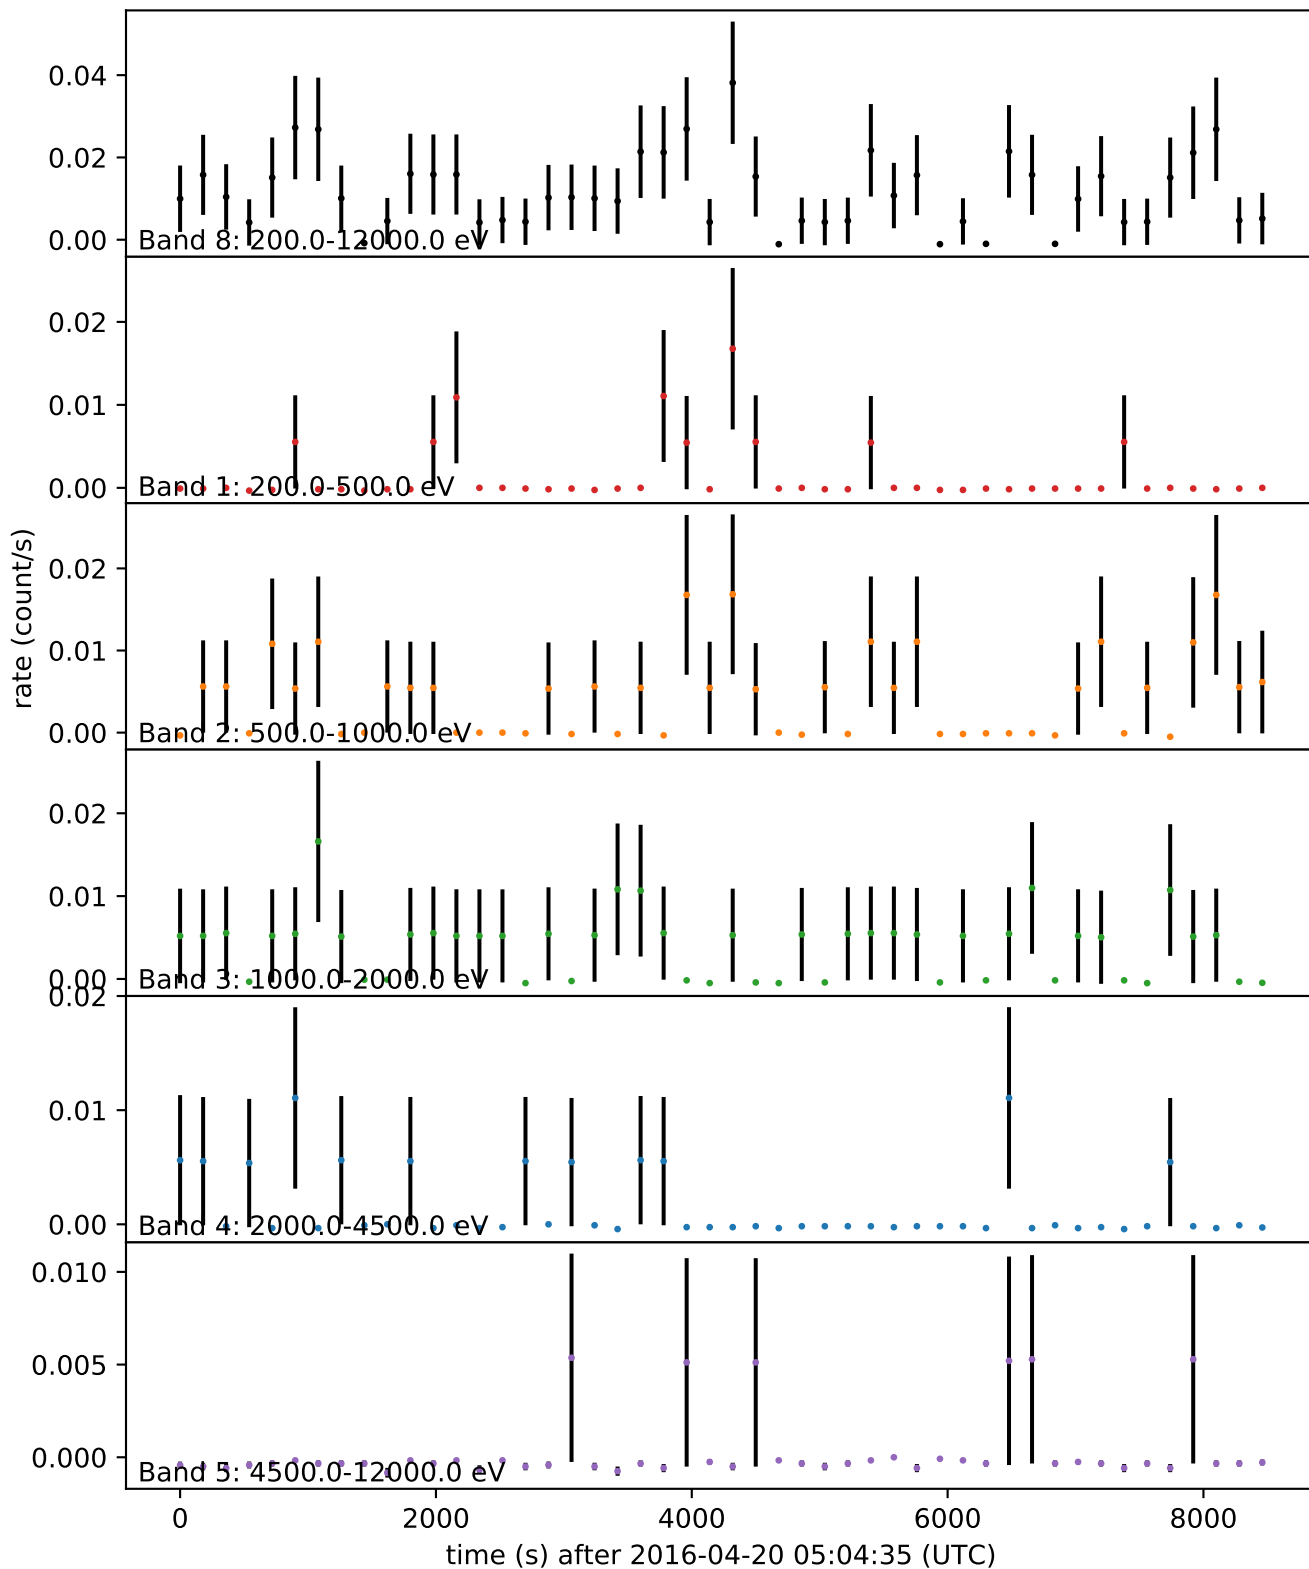 0.04
0.02
0.00
Band 8: 200.0-12000.0 eV
0.02
0.01
0.00
Band 1: 200.0-500.0 eV
rate (count/s)
0.02
0.01
0.00
Band 2: 500.0-1000.0 eV
0.02
0.01
0.00
Band 3: 1000.0-2000.0 eV
0.02
0.01
0.00
Band 4: 2000.0-4500.0 eV
0.010
0.005
0.000
Band 5: 4500.0-12000.0 eV
0 2000 4000 6000 8000
time (s) after 2016-04-20 05:04:35 (UTC)